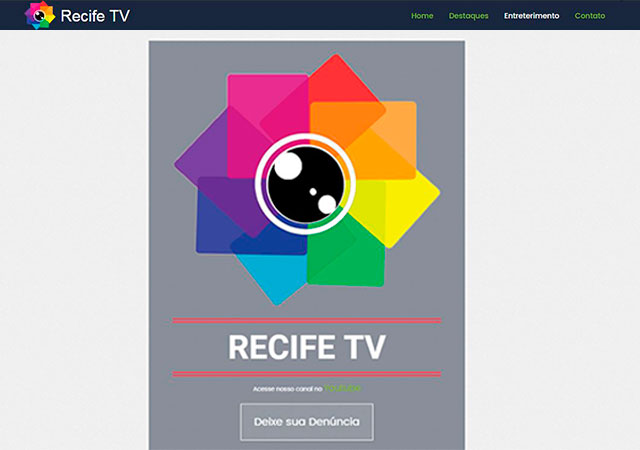 Recife TV
Home Destaques Entreterimento Contato
RECIFE TV
Acesse nosso canal no Youtube
Deixe sua Denúncia